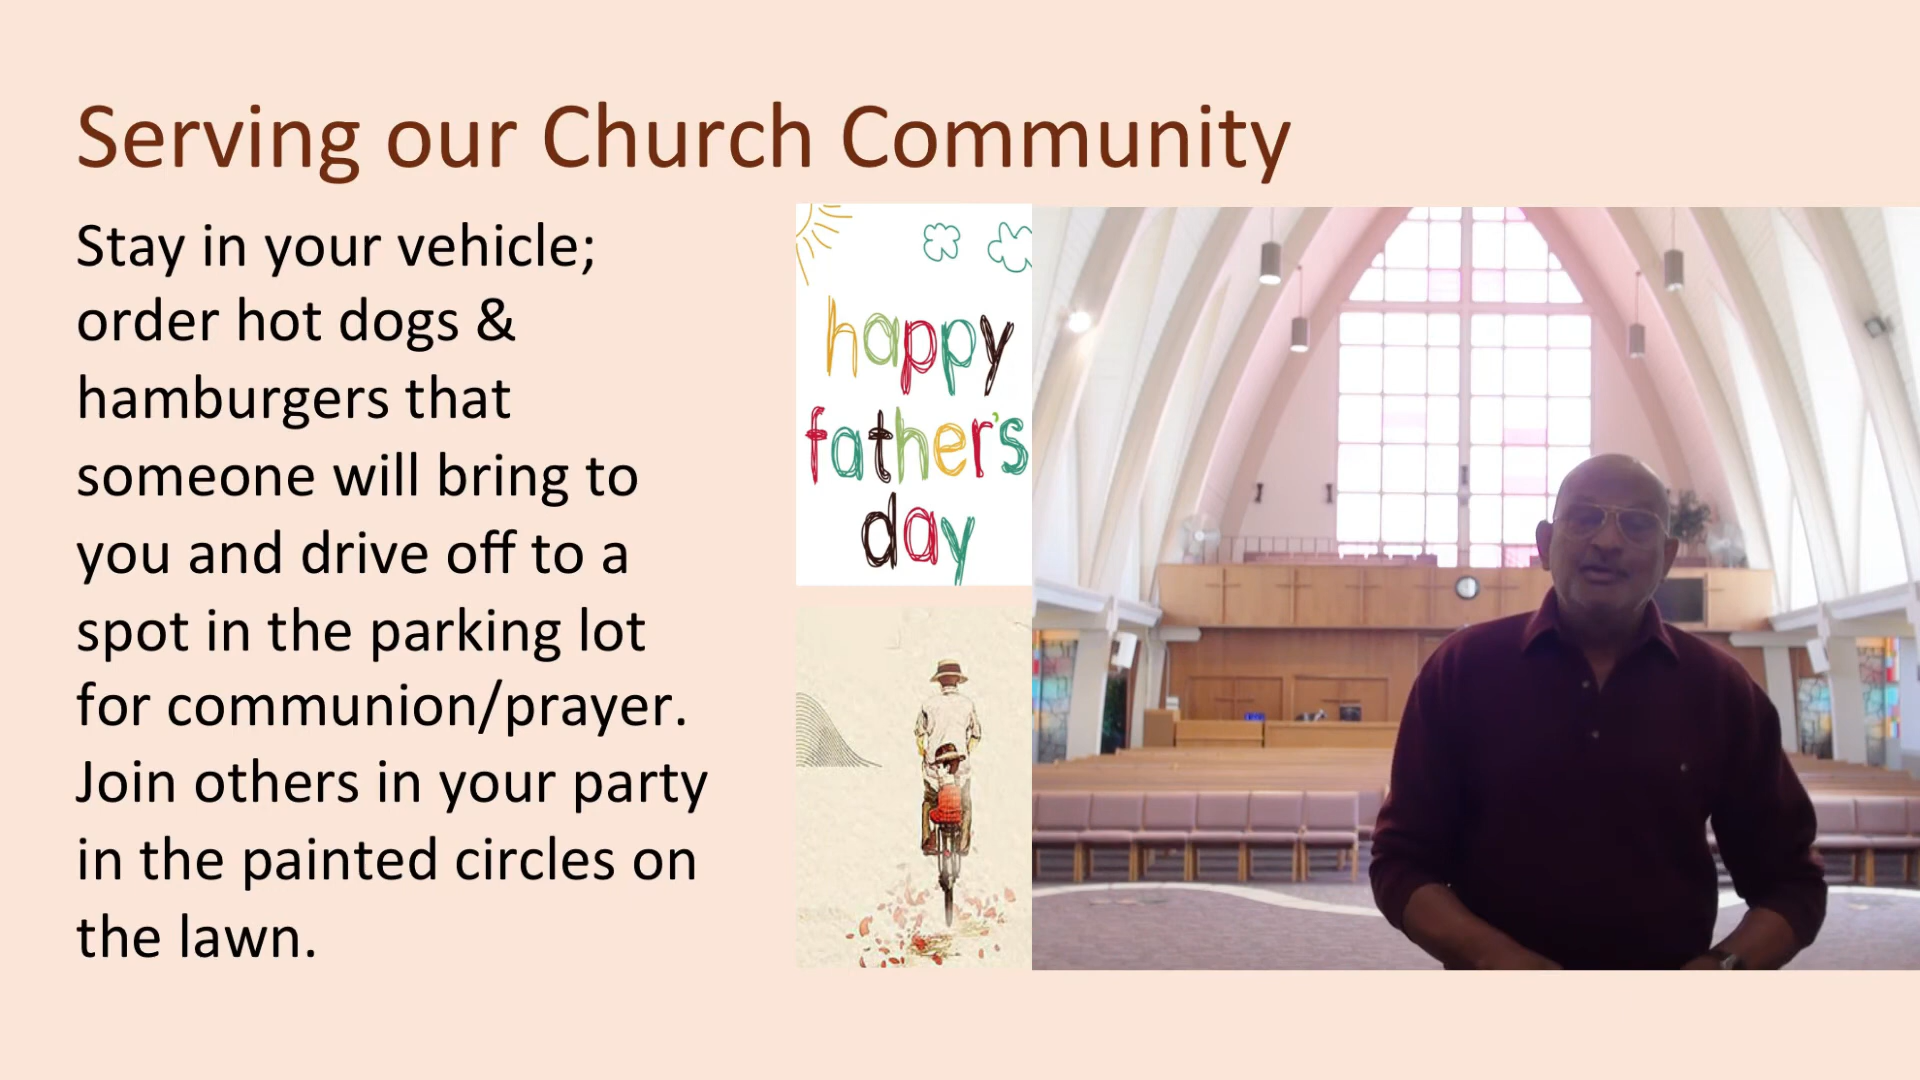 Serving our Church Community
Stay in your vehicle;
order hot dogs &
hamburgers that
someone will bring to
you and drive off to a
spot in the parking lot
for communion/prayer.
Join others in your party
in the painted circles on
the lawn.
happy
father's
day